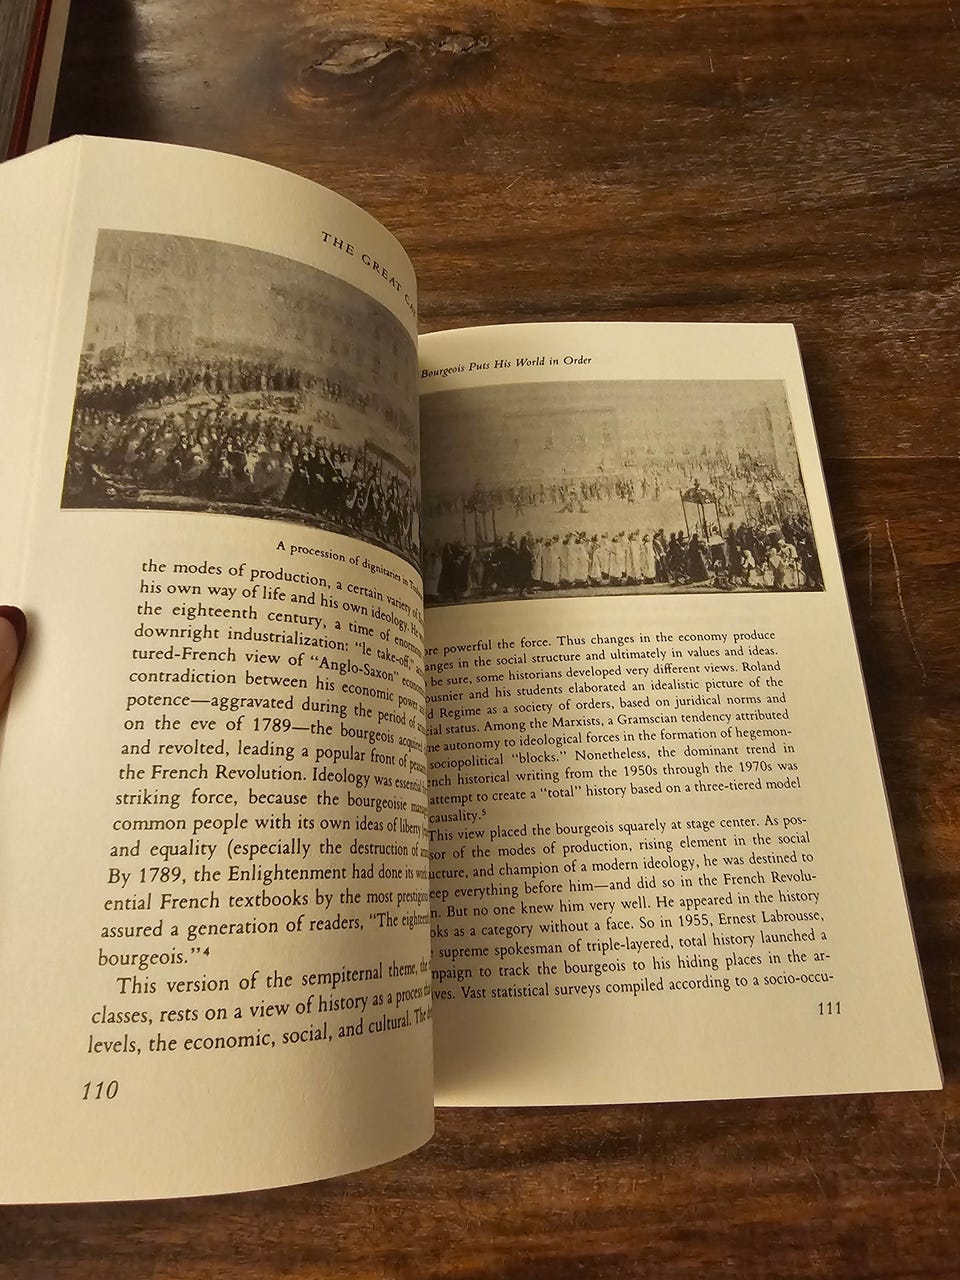 THE GREAT
A procession of dignitaries in
the modes of production, a certain variety of
his own way of life and his own ideology. He
the eighteenth century, a time of
downright industrialization: "le take-off,"
tured-French view of "Anglo-Saxon"
contradiction between his economic power
potence—aggravated during the period of
on the eve of 1789—the bourgeois
and revolted, leading a popular front of
the French Revolution. Ideology was
striking force, because the bourgeoisie
common people with its own ideas of liberty
and equality (especially the destruction of
By 1789, the Enlightenment had done its
ential French textbooks by the most
assured a generation of readers, "The
bourgeois."4
This version of the sempiternal theme, the
classes, rests on a view of history as a process
levels, the economic, social, and cultural. The
110
Bourgeois Puts His World in Order
powerful the force. Thus changes in the economy produce
in the social structure and ultimately in values and ideas.
be sure, some historians developed very different views. Roland
and his students elaborated an idealistic picture of the
Regime as a society of orders, based on juridical norms and
status. Among the Marxists, a Gramscian tendency attributed
autonomy to ideological forces in the formation of hegemon-
sociopolitical "blocks." Nonetheless, the dominant trend in
historical writing from the 1950s through the 1970s was
attempt to create a "total" history based on a three-tiered model
causality.5
This view placed the bourgeois squarely at stage center. As pos-
sor of the modes of production, rising element in the social
and champion of a modern ideology, he was destined to
everything before him—and did so in the French Revolu-
But no one knew him very well. He appeared in the history
as a category without a face. So in 1955, Ernest Labrousse,
supreme spokesman of triple-layered, total history launched a
to track the bourgeois to his hiding places in the ar-
Vast statistical surveys compiled according to a socio-occu-
111